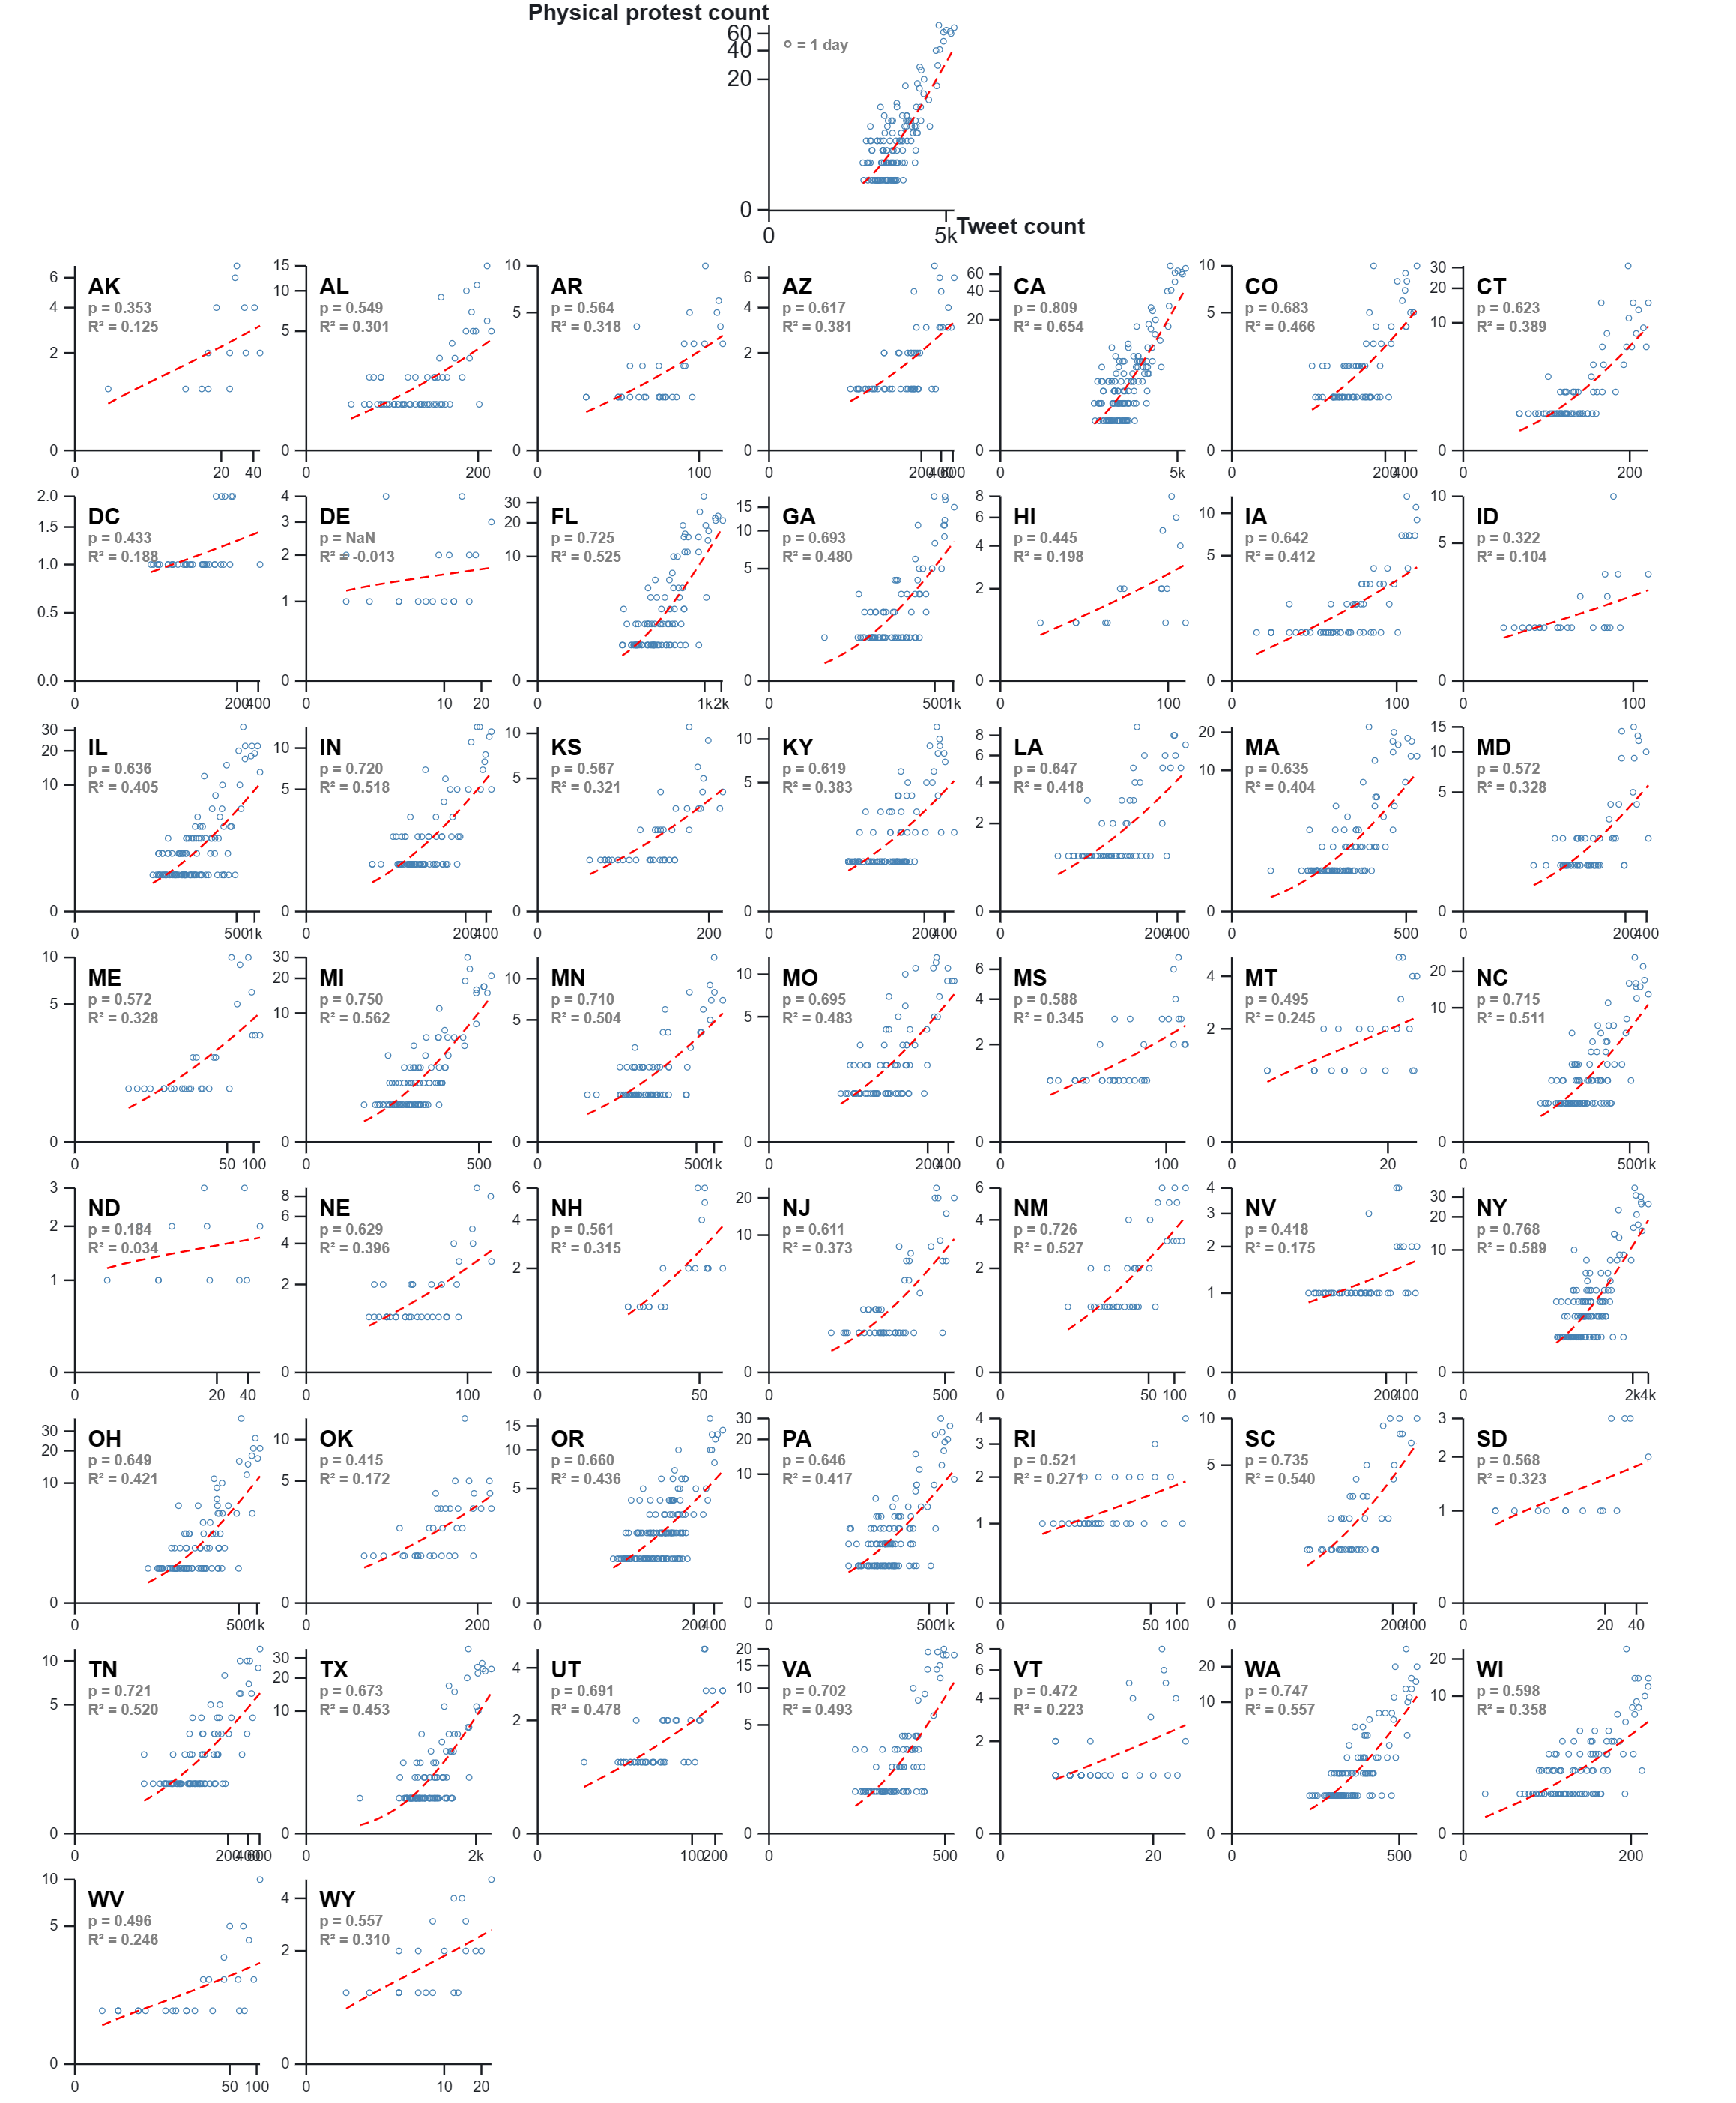 Physical protest count
60
40
20
0
= 1 day
0
5k
Tweet count
AK
p = 0.353
R² = 0.125
6
4
2
0
0
20
40
AL
p = 0.549
R² = 0.301
15
10
5
0
0
200
AR
p = 0.564
R² = 0.318
10
5
0
0
100
AZ
p = 0.617
R² = 0.381
6
4
2
0
0
200
400
600
CA
p = 0.809
R² = 0.654
60
40
20
0
0
5k
CO
p = 0.683
R² = 0.466
10
5
0
0
200
400
CT
p = 0.623
R² = 0.389
30
20
10
0
0
200
DC
p = 0.433
R² = 0.188
2.0
1.5
1.0
0.5
0.0
0
200
400
DE
p = NaN
R² = -0.013
4
3
2
1
0
0
10
20
FL
p = 0.725
R² = 0.525
30
20
10
0
0
1k
2k
GA
p = 0.693
R² = 0.480
15
10
5
0
0
500
1k
HI
p = 0.445
R² = 0.198
8
6
4
2
0
0
100
IA
p = 0.642
R² = 0.412
10
5
0
0
100
ID
p = 0.322
R² = 0.104
10
5
0
0
100
IL
p = 0.636
R² = 0.405
30
20
10
0
0
500
1k
IN
p = 0.720
R² = 0.518
10
5
0
0
200
400
KS
p = 0.567
R² = 0.321
10
5
0
0
200
KY
p = 0.619
R² = 0.383
10
5
0
0
200
400
LA
p = 0.647
R² = 0.418
8
6
4
2
0
0
200
400
MA
p = 0.635
R² = 0.404
20
10
0
0
500
MD
p = 0.572
R² = 0.328
15
10
5
0
0
200
400
ME
p = 0.572
R² = 0.328
10
5
0
0
50
100
MI
p = 0.750
R² = 0.562
30
20
10
0
0
500
MN
p = 0.710
R² = 0.504
10
5
0
0
500
1k
MO
p = 0.695
R² = 0.483
10
5
0
0
200
400
MS
p = 0.588
R² = 0.345
6
4
2
0
0
100
MT
p = 0.495
R² = 0.245
4
2
0
0
20
NC
p = 0.715
R² = 0.511
20
10
0
0
500
1k
ND
p = 0.184
R² = 0.034
3
2
1
0
0
20
40
NE
p = 0.629
R² = 0.396
8
6
4
2
0
0
100
NH
p = 0.561
R² = 0.315
6
4
2
0
0
50
NJ
p = 0.611
R² = 0.373
20
10
0
0
500
NM
p = 0.726
R² = 0.527
6
4
2
0
0
50
100
NV
p = 0.418
R² = 0.175
4
3
2
1
0
0
200
400
NY
p = 0.768
R² = 0.589
30
20
10
0
0
2k
4k
OH
p = 0.649
R² = 0.421
30
20
10
0
0
500
1k
OK
p = 0.415
R² = 0.172
10
5
0
0
200
OR
p = 0.660
R² = 0.436
15
10
5
0
0
200
400
PA
p = 0.646
R² = 0.417
30
20
10
0
0
500
1k
RI
p = 0.521
R² = 0.271
4
3
2
1
0
0
50
100
SC
p = 0.735
R² = 0.540
10
5
0
0
200
400
SD
p = 0.568
R² = 0.323
3
2
1
0
0
20
40
TN
p = 0.721
R² = 0.520
10
5
0
0
200
400
600
TX
p = 0.673
R² = 0.453
30
20
10
0
0
2k
UT
p = 0.691
R² = 0.478
4
2
0
0
100
200
VA
p = 0.702
R² = 0.493
20
15
10
5
0
0
500
VT
p = 0.472
R² = 0.223
8
6
4
2
0
0
20
WA
p = 0.747
R² = 0.557
20
10
0
0
500
WI
p = 0.598
R² = 0.358
20
10
0
0
200
WV
p = 0.496
R² = 0.246
10
5
0
0
50
100
WY
p = 0.557
R² = 0.310
4
2
0
0
10
20